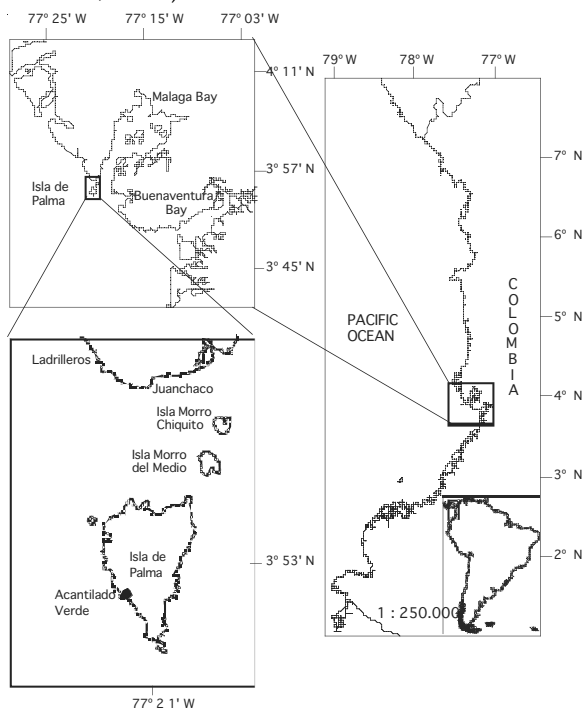 77° 25' W
77° 15' W
77° 03' W
4° 11' N
Malaga Bay
3° 57' N
Isla de
Palma
Buenaventura
Bay
3° 45' N
79° W
78° W
77° W
7° N
6° N
5° N
4° N
3° N
2° N
PACIFIC
OCEAN
COLOMBIA
1 : 250.000
Ladrilleros
Juanchaco
Isla Morro
Chiquito
Isla Morro
del Medio
Isla de
Palma
Acantilado
Verde
3° 53' N
77° 2 1' W